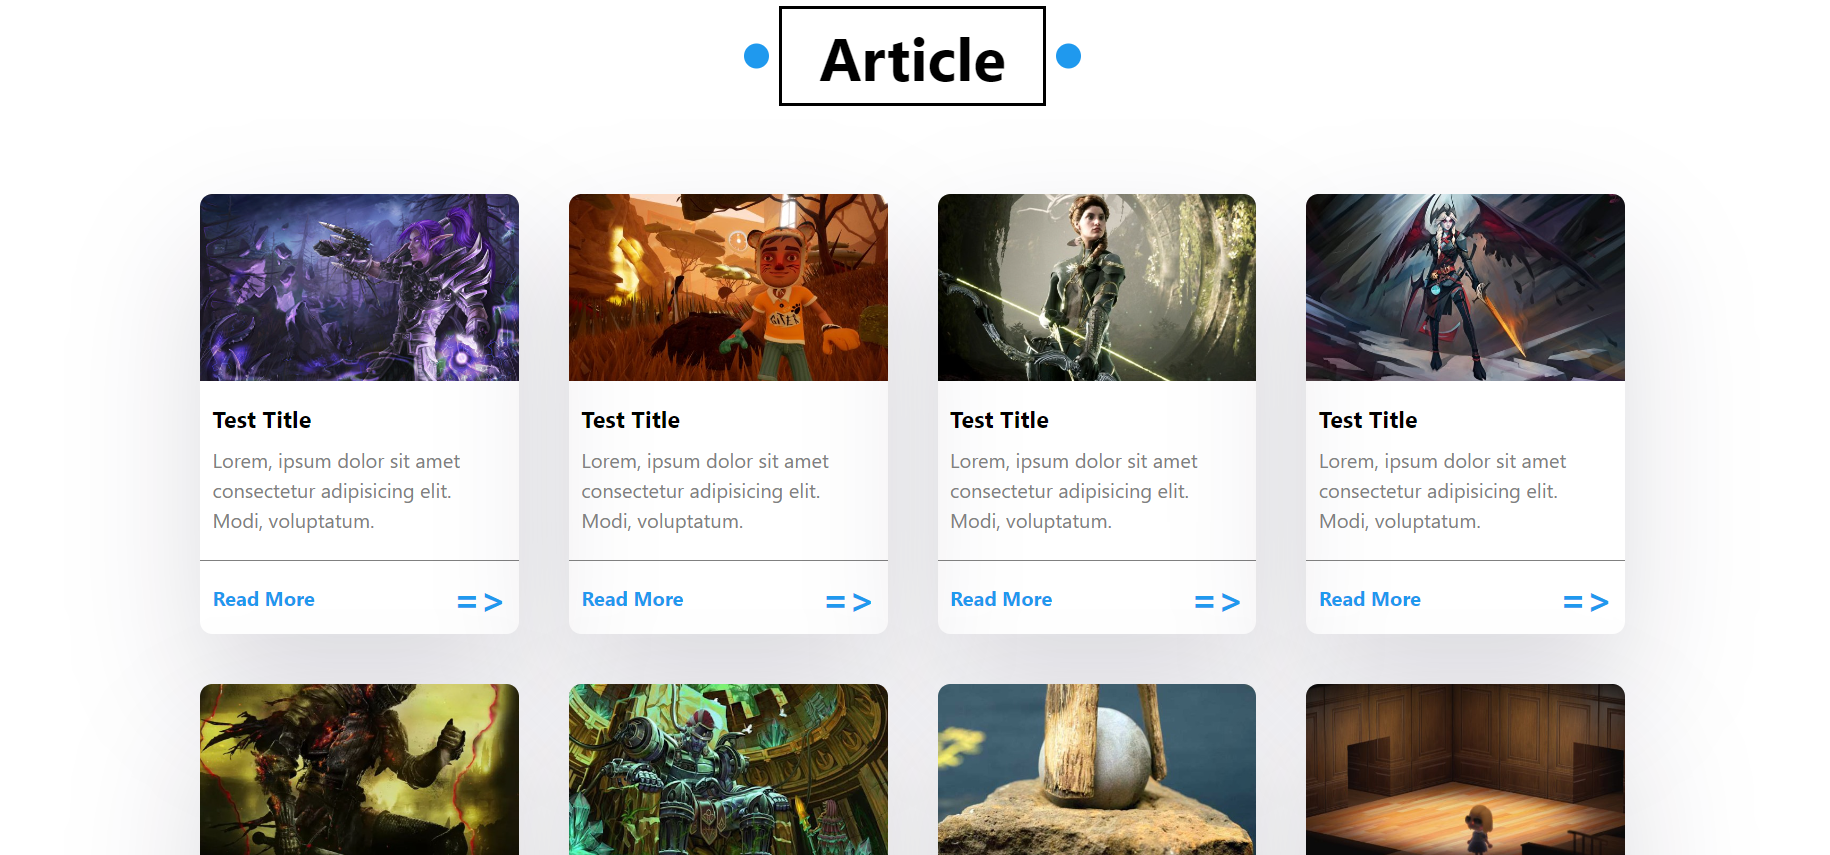 Article
Test Title
Lorem, ipsum dolor sit amet
consectetur adipisicing elit.
Modi, voluptatum.
Read More =>
Test Title
Lorem, ipsum dolor sit amet
consectetur adipisicing elit.
Modi, voluptatum.
Read More =>
Test Title
Lorem, ipsum dolor sit amet
consectetur adipisicing elit.
Modi, voluptatum.
Read More =>
Test Title
Lorem, ipsum dolor sit amet
consectetur adipisicing elit.
Modi, voluptatum.
Read More =>